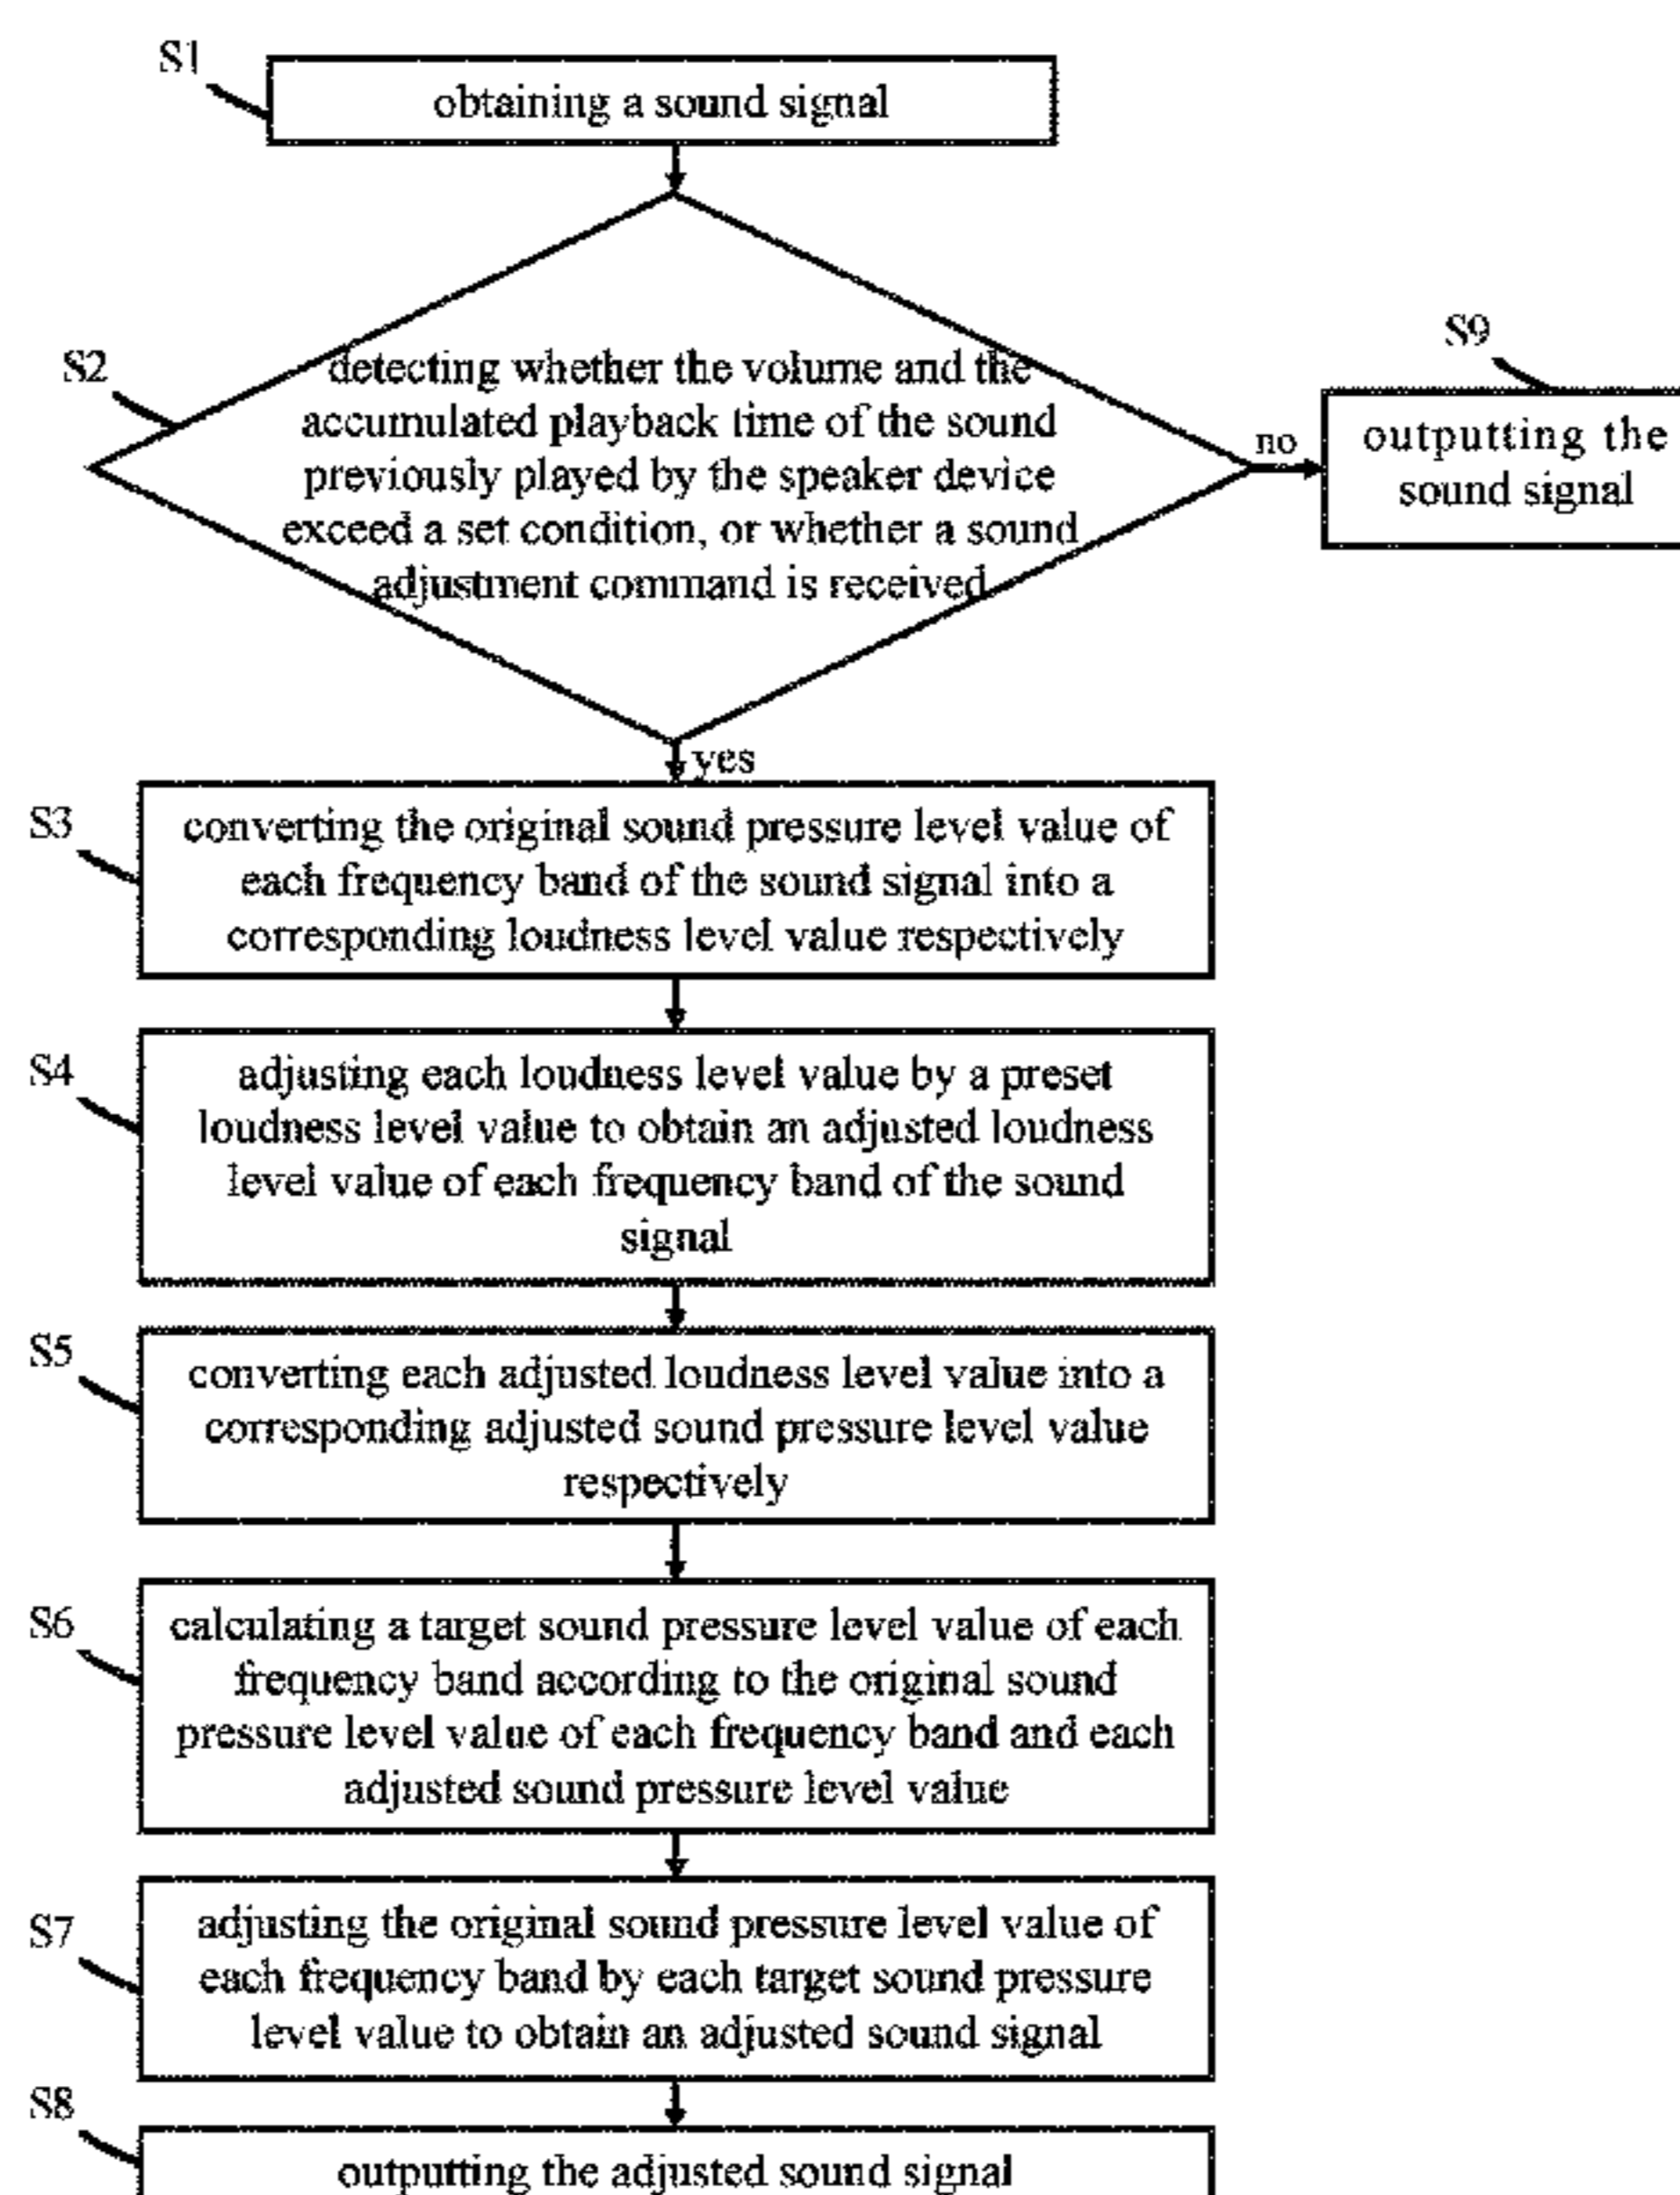 S1
obtaining a sound signal
S2
detecting whether the volume and the
accumulated playback time of the sound
previously played by the speaker device
exceed a set condition, or whether a sound
adjustment command is received
no
S9
outputting the
sound signal
yes
S3
converting the original sound pressure level value of
each frequency band of the sound signal into a
corresponding loudness level value respectively
S4
adjusting each loudness level value by a preset
loudness level value to obtain an adjusted loudness
level value of each frequency band of the sound
signal
S5
converting each adjusted loudness level value into a
corresponding adjusted sound pressure level value
respectively
S6
calculating a target sound pressure level value of each
frequency band according to the original sound
pressure level value of each frequency band and each
adjusted sound pressure level value
S7
adjusting the original sound pressure level value of
each frequency band by each target sound pressure
level value to obtain an adjusted sound signal
S8
outputting the adjusted sound signal